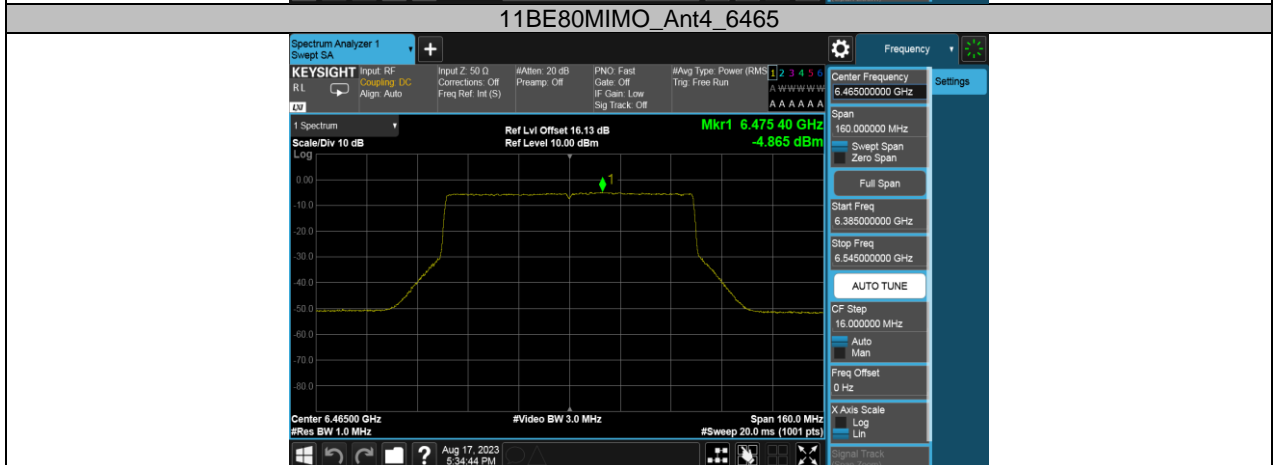 11BE80MIMO_Ant4_6465
Spectrum Analyzer 1
Swept SA
+
Frequency
KEYSIGHT
Input: RF
Input Z: 50 Ω
#Atten: 20 dB
PNO: Fast
#Avg Type: Power (RMS
1 2 3 4 5 6
RL
Coupling: DC
Corrections: Off
Preamp: Off
Gate: Off
Trig: Free Run
A W W W W W
Align: Auto
Freq Ref: Int (S)
IF Gain: Low
LXI
Sig Track: Off
A A A A A A
1 Spectrum
Ref Lvl Offset 16.13 dB
Mkr1 6.475 40 GHz
Scale/Div 10 dB
Ref Level 10.00 dBm
-4.865 dBm
Log
1
0.00
-10.0
-20.0
-30.0
-40.0
-50.0
-60.0
-70.0
-80.0
Center 6.46500 GHz
#Video BW 3.0 MHz
Span 160.0 MHz
#Res BW 1.0 MHz
#Sweep 20.0 ms (1001 pts)
Center Frequency
6.465000000 GHz
Settings
Span
160.000000 MHz
Swept Span
Zero Span
Full Span
Start Freq
6.385000000 GHz
Stop Freq
6.545000000 GHz
AUTO TUNE
CF Step
16.000000 MHz
Auto
Man
Freq Offset
0 Hz
X Axis Scale
Log
Lin
Signal Track
?
Aug 17, 2023
5:34:44 PM